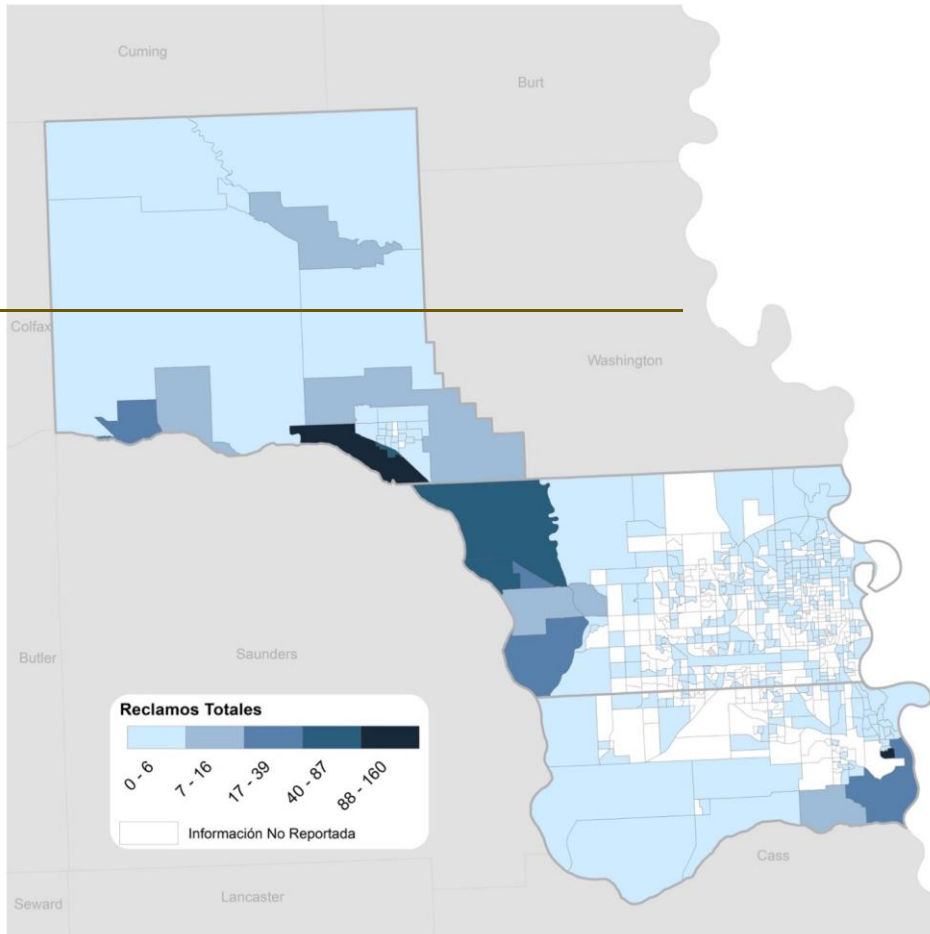 Cuming
Burt
Colfax
Washington
Butler
Saunders
Reclamos Totales
0 - 6
7 - 16
17 - 39
40 - 87
88 - 160
Información No Reportada
Cass
Lancaster
Seward